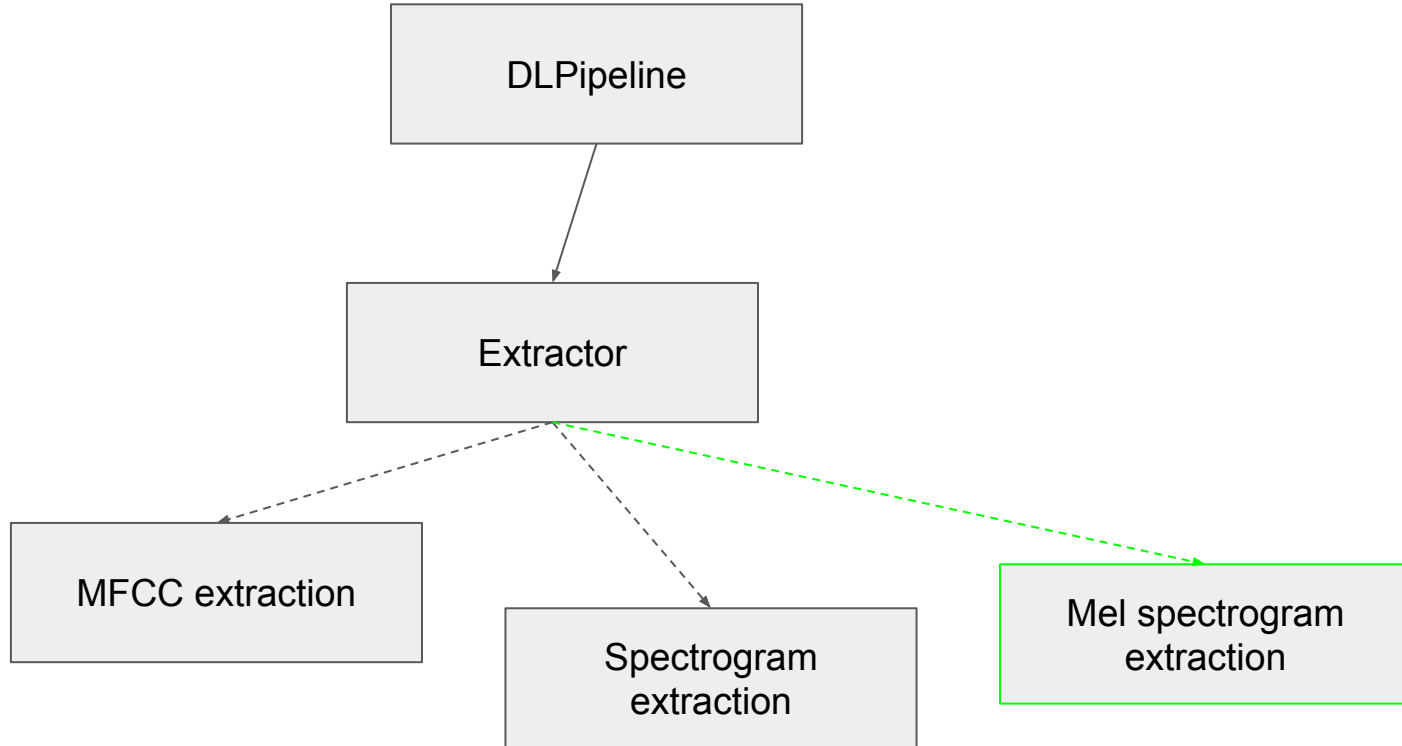 DLPipeline
Extractor
MFCC extraction
Spectrogram
extraction
Mel spectrogram
extraction